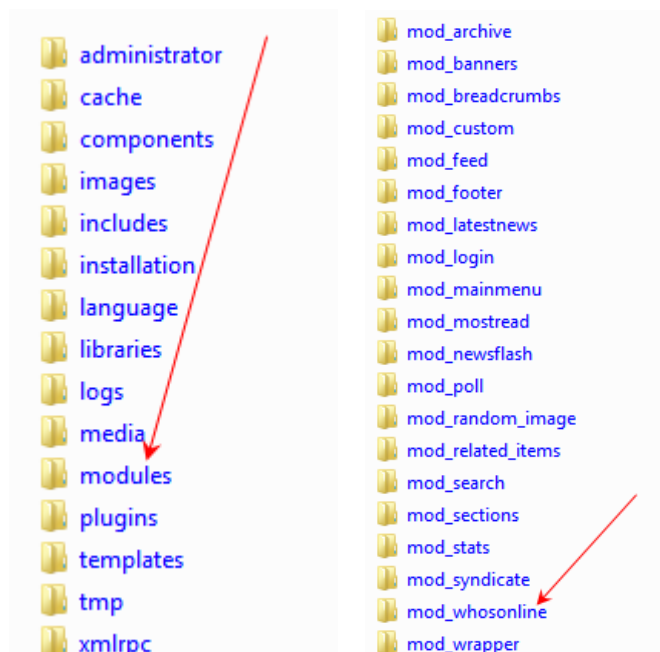 administrator
cache
components
images
includes
installation
language
libraries
logs
media
modules
plugins
templates
tmp
xmlrpc
mod_archive
mod_banners
mod_breadcrumbs
mod_custom
mod_feed
mod_footer
mod_latestnews
mod_login
mod_mainmenu
mod_mostread
mod_newsflash
mod_poll
mod_random_image
mod_related_items
mod_search
mod_sections
mod_stats
mod_syndicate
mod_whosonline
mod_wrapper